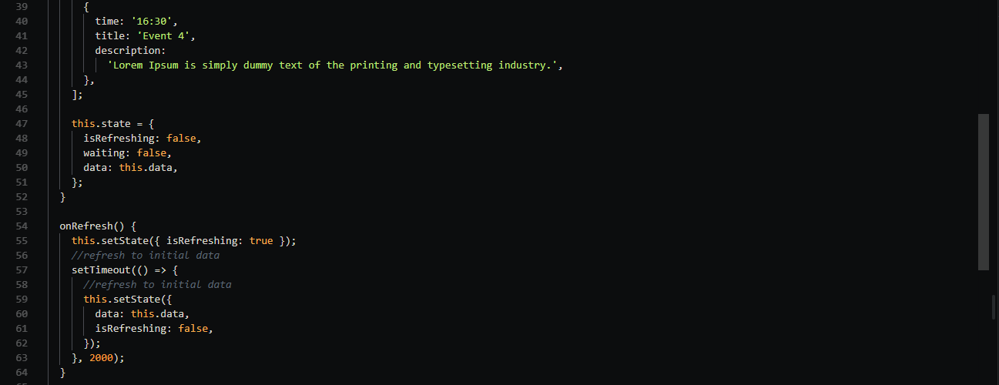 39 {
40 time: '16:30',
41 title: 'Event 4',
42 description:
43 'Lorem Ipsum is simply dummy text of the printing and typesetting industry.',
44 },
45 ];
46
47 this.state = {
48 isRefreshing: false,
49 waiting: false,
50 data: this.data,
51 };
52 }
53
54 onRefresh() {
55 this.setState({ isRefreshing: true });
56 //refresh to initial data
57 setTimeout(() => {
58 //refresh to initial data
59 this.setState({
60 data: this.data,
61 isRefreshing: false,
62 });
63 }, 2000);
64 }